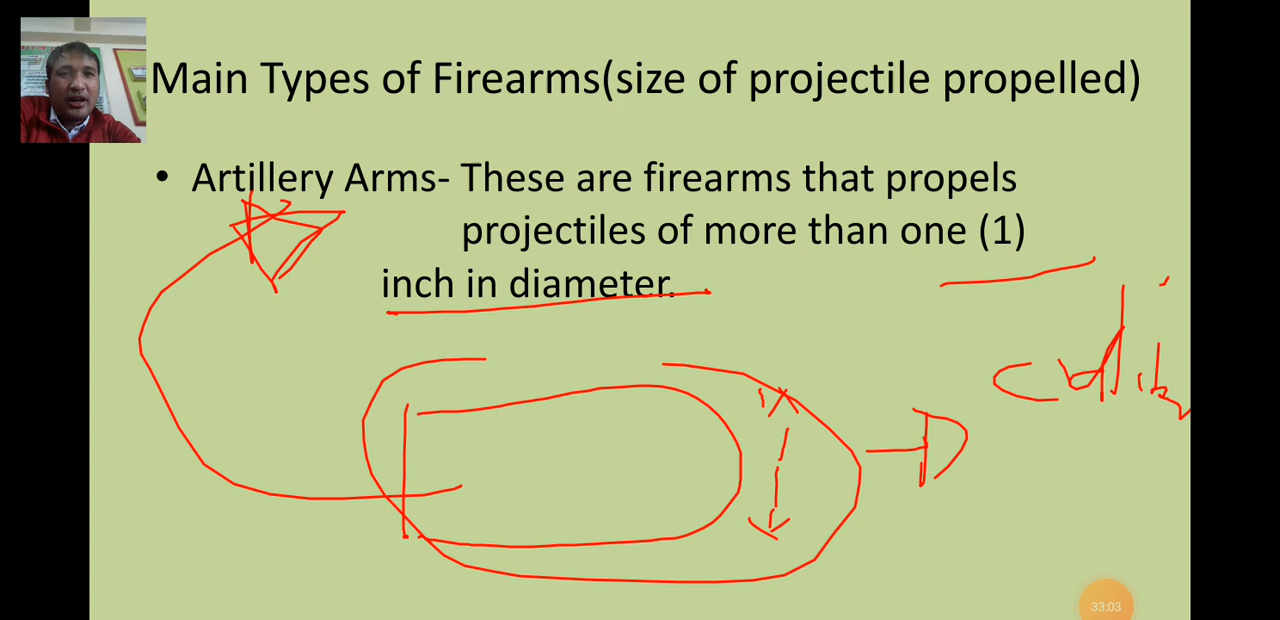 Main Types of Firearms(size of projectile propelled)
• Artillery Arms- These are firearms that propels
projectiles of more than one (1)
inch in diameter.
D
33:03